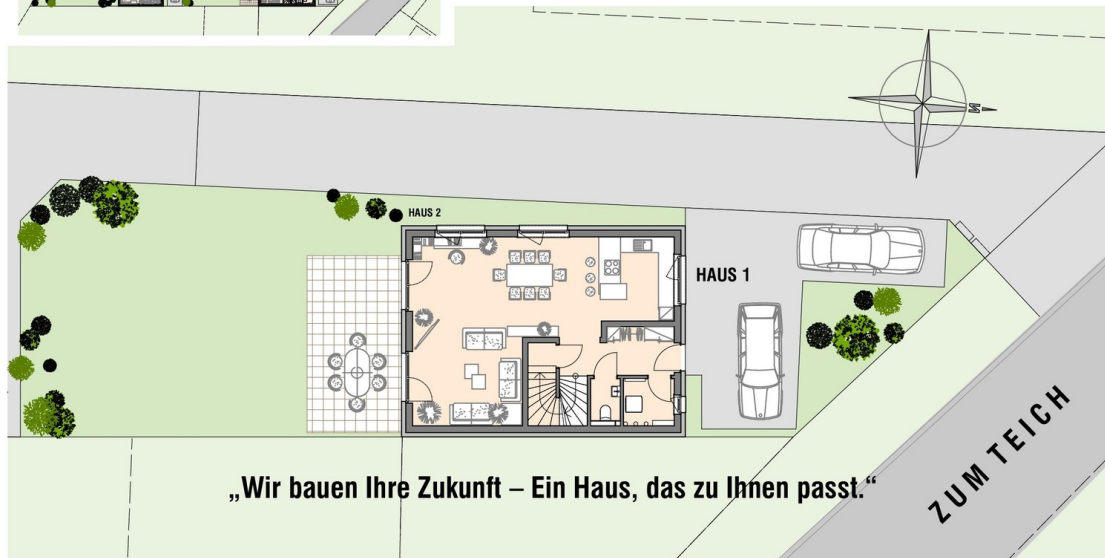 N
HAUS 2
HAUS 1
ZUM TEICH
„Wir bauen Ihre Zukunft – Ein Haus, das zu Ihnen passt.“